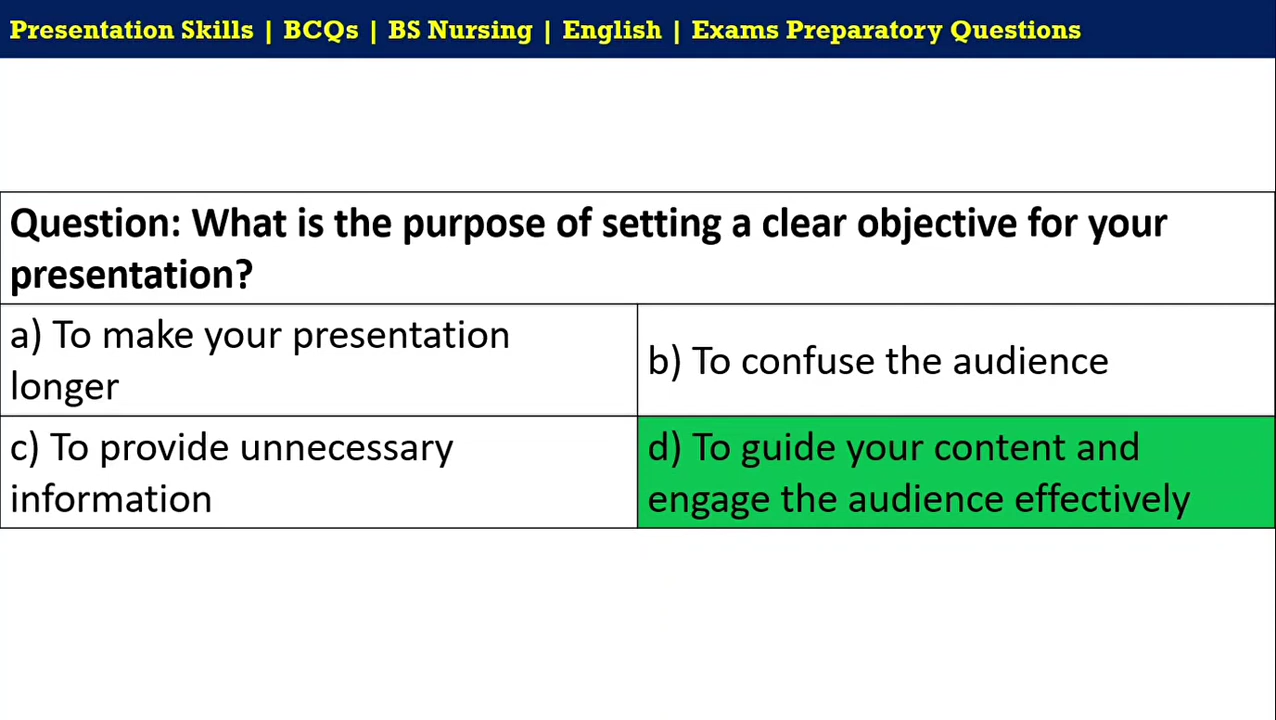 Presentation Skills | BCQs | BS Nursing | English | Exams Preparatory Questions
Question: What is the purpose of setting a clear objective for your
presentation?
a) To make your presentation
longer
b) To confuse the audience
c) To provide unnecessary
information
d) To guide your content and
engage the audience effectively